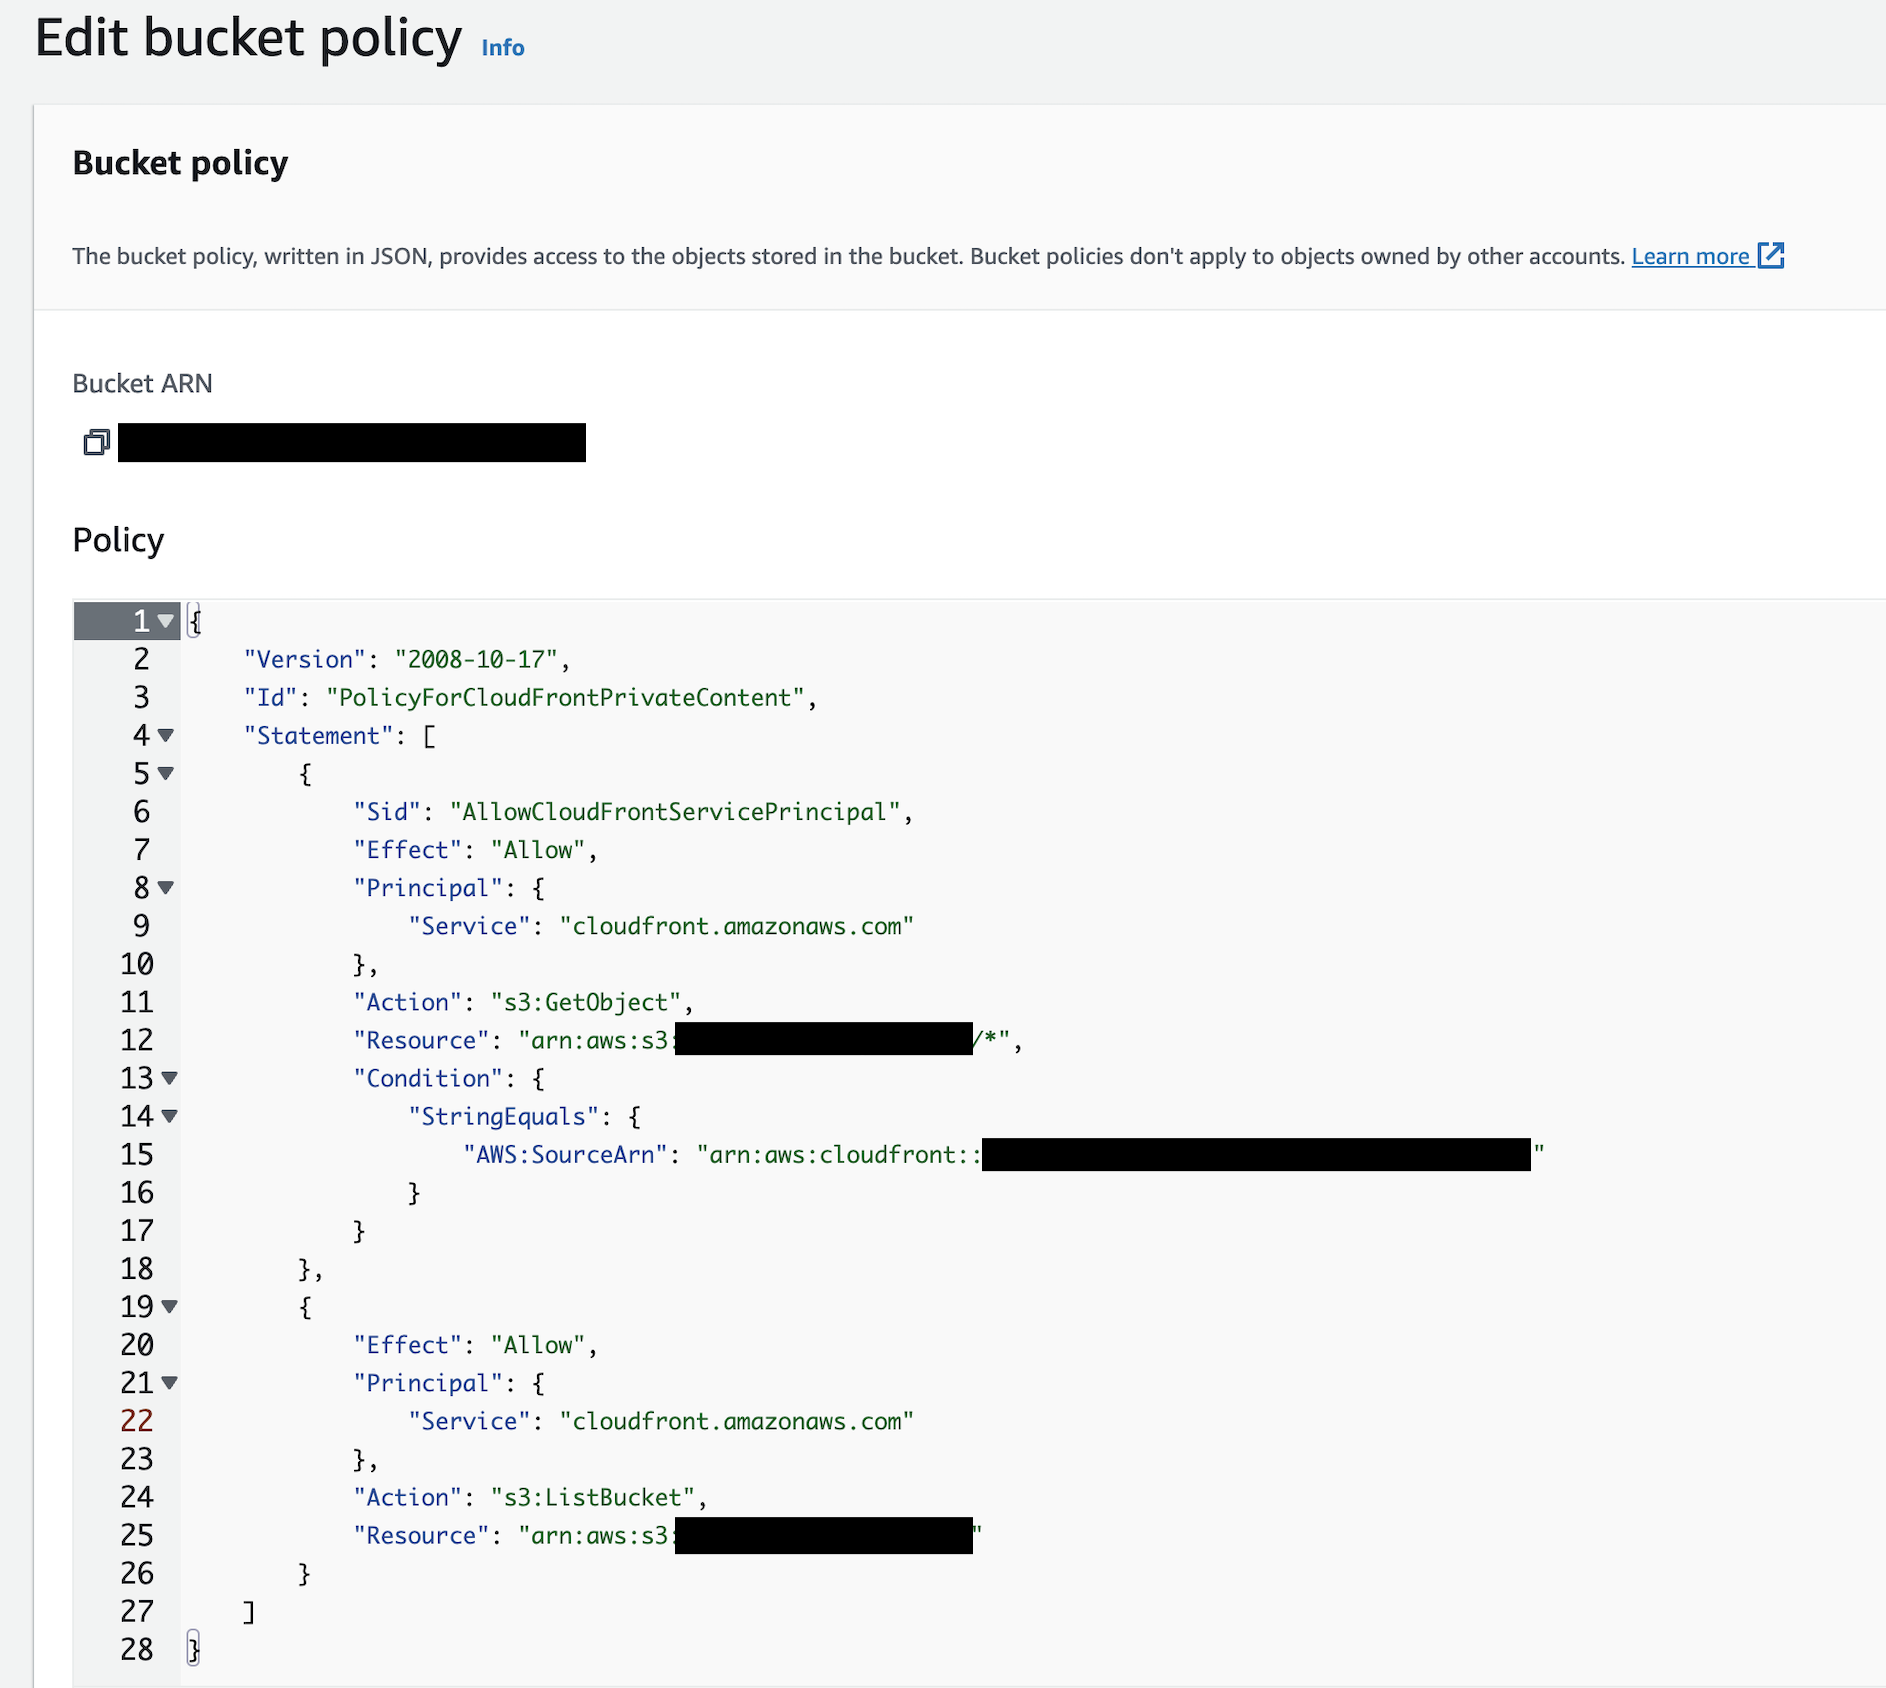 Edit bucket policy Info
Bucket policy
The bucket policy, written in JSON, provides access to the objects stored in the bucket. Bucket policies don't apply to objects owned by other accounts. Learn more
Bucket ARN
Policy
1 {
2 "Version": "2008-10-17",
3 "Id": "PolicyForCloudFrontPrivateContent",
4 "Statement": [
5 {
6 "Sid": "AllowCloudFrontServicePrincipal",
7 "Effect": "Allow",
8 "Principal": {
9 "Service": "cloudfront.amazonaws.com"
10 },
11 "Action": "s3:GetObject",
12 "Resource": "arn:aws:s3: /*",
13 "Condition": {
14 "StringEquals": {
15 "AWS:SourceArn": "arn:aws:cloudfront:: "
16 }
17 }
18 },
19 {
20 "Effect": "Allow",
21 "Principal": {
22 "Service": "cloudfront.amazonaws.com"
23 },
24 "Action": "s3:ListBucket",
25 "Resource": "arn:aws:s3: "
26 }
27 ]
28 }